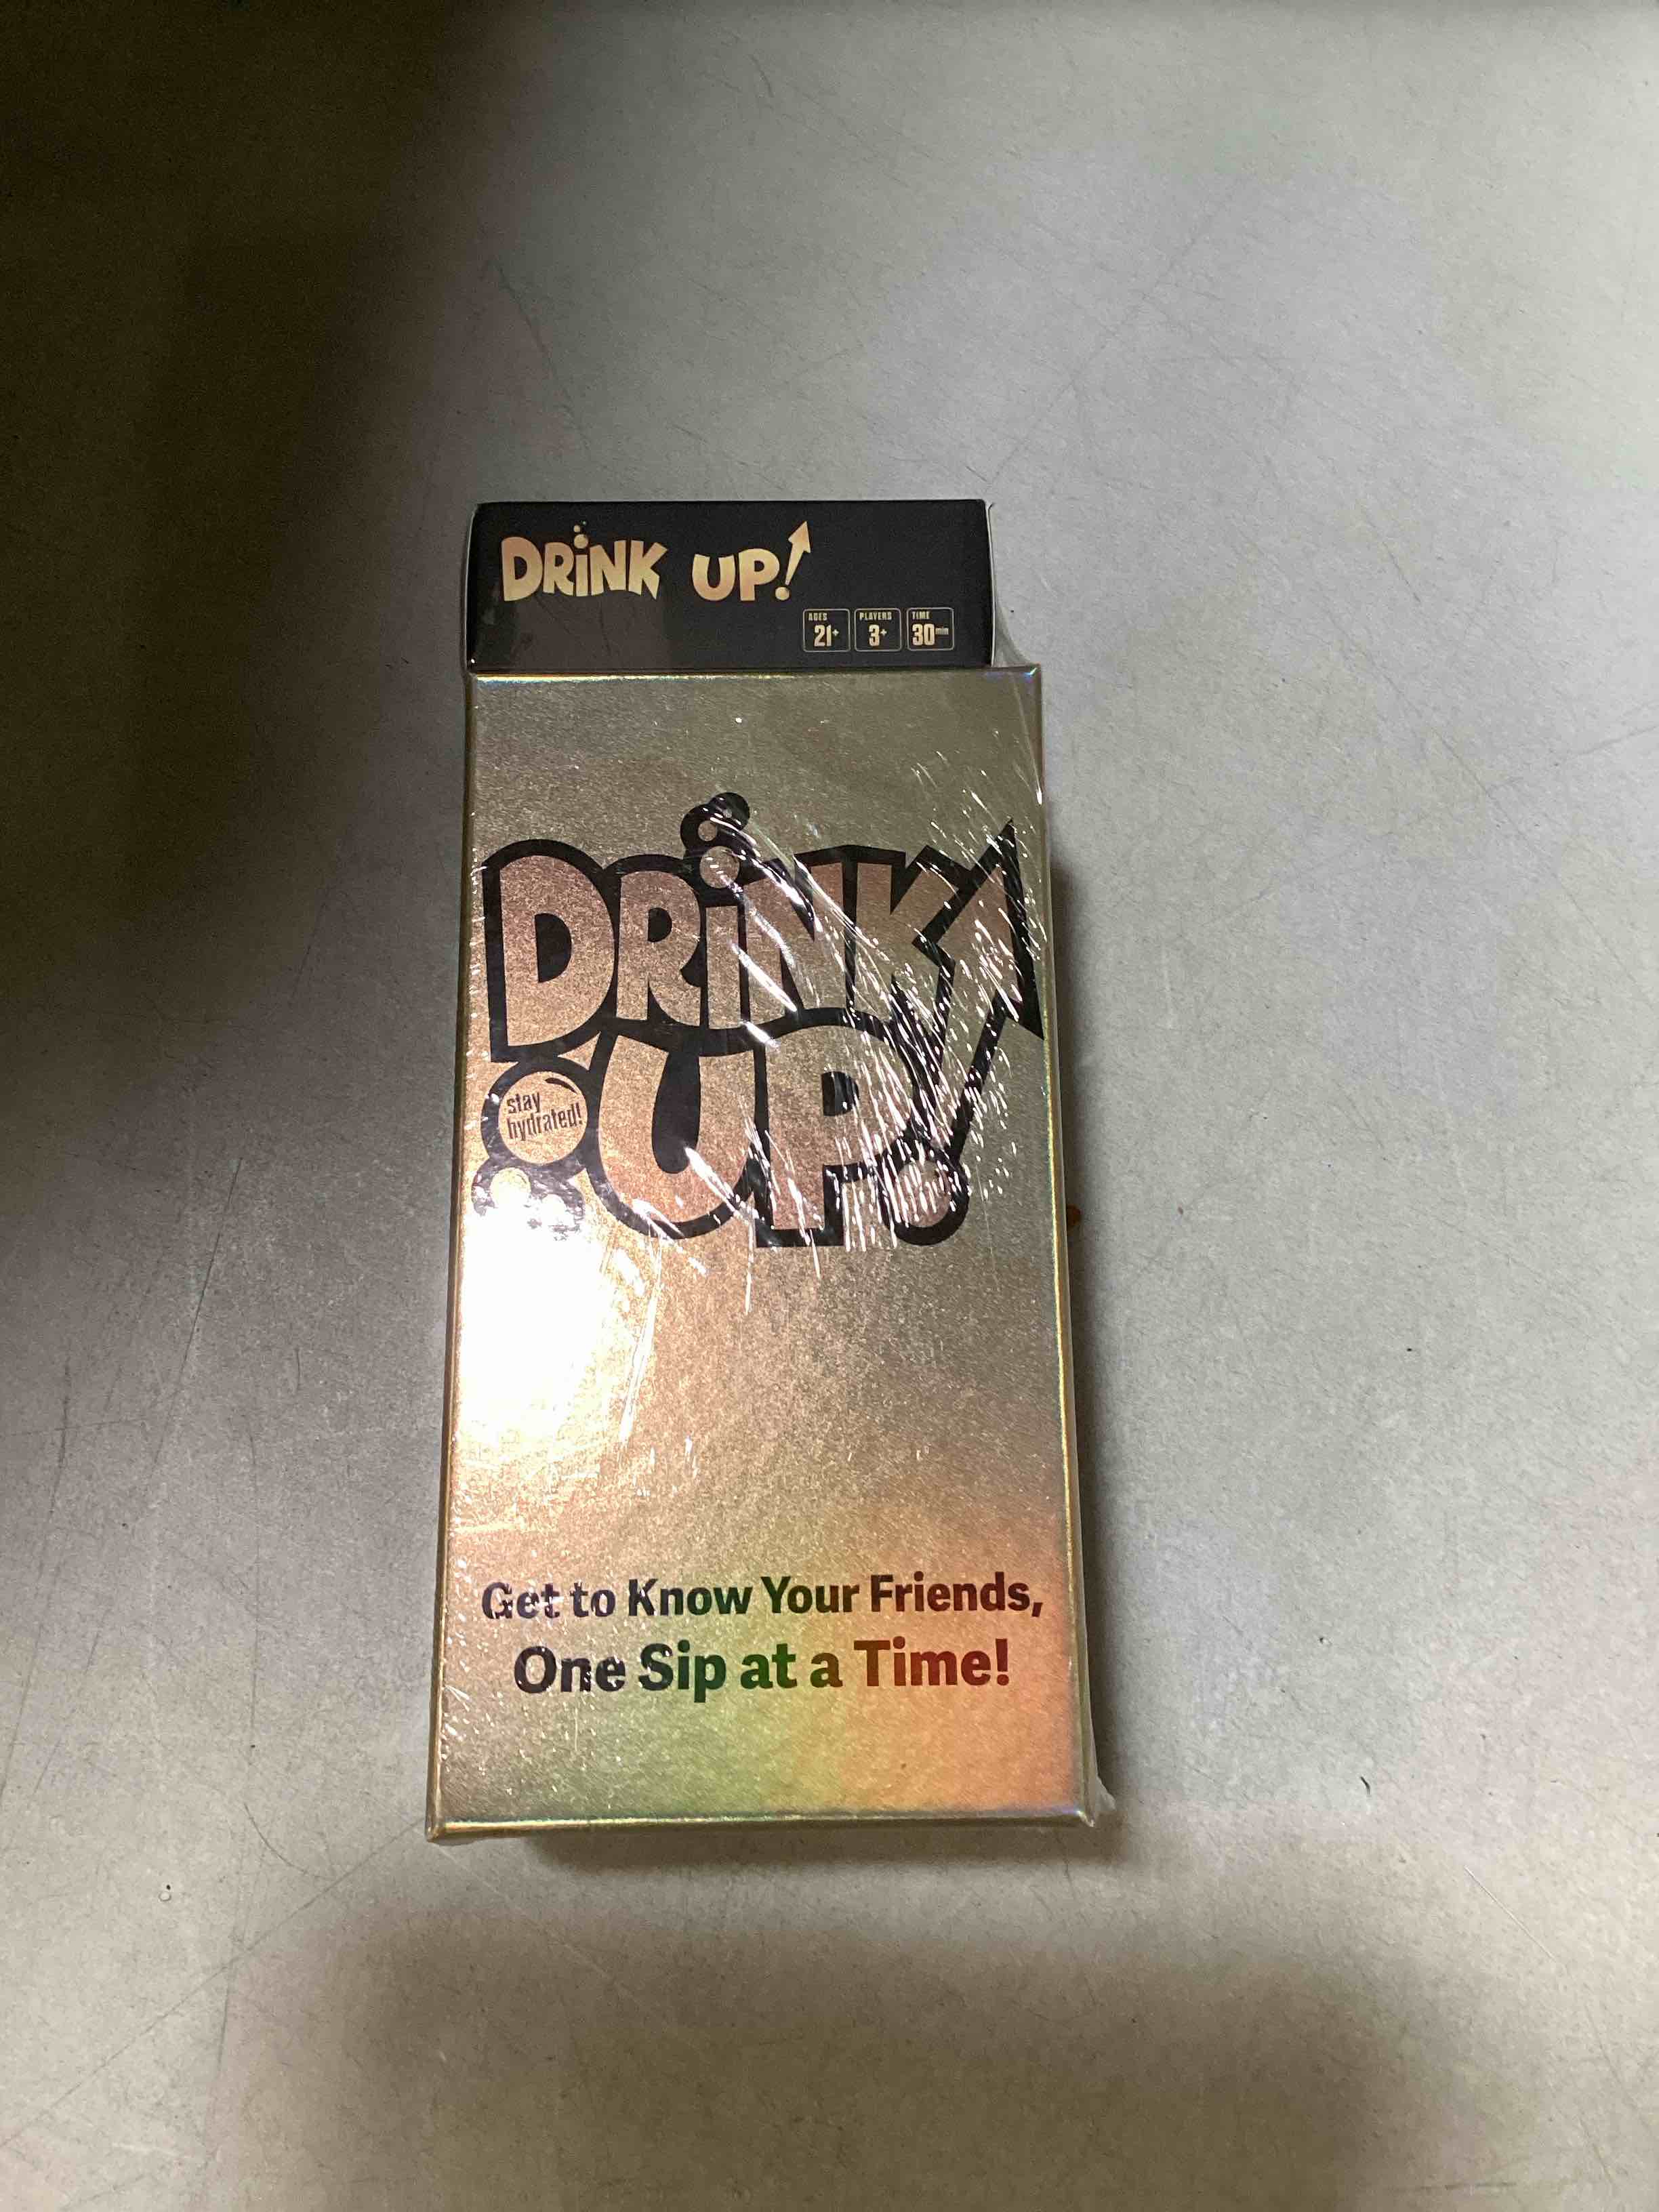 DRiNK UP!
AGES PLAYERS TIME
21+ 3+ 30min
DRiNK
UP!
stay
hydrated!
Get to Know Your Friends,
One Sip at a Time!